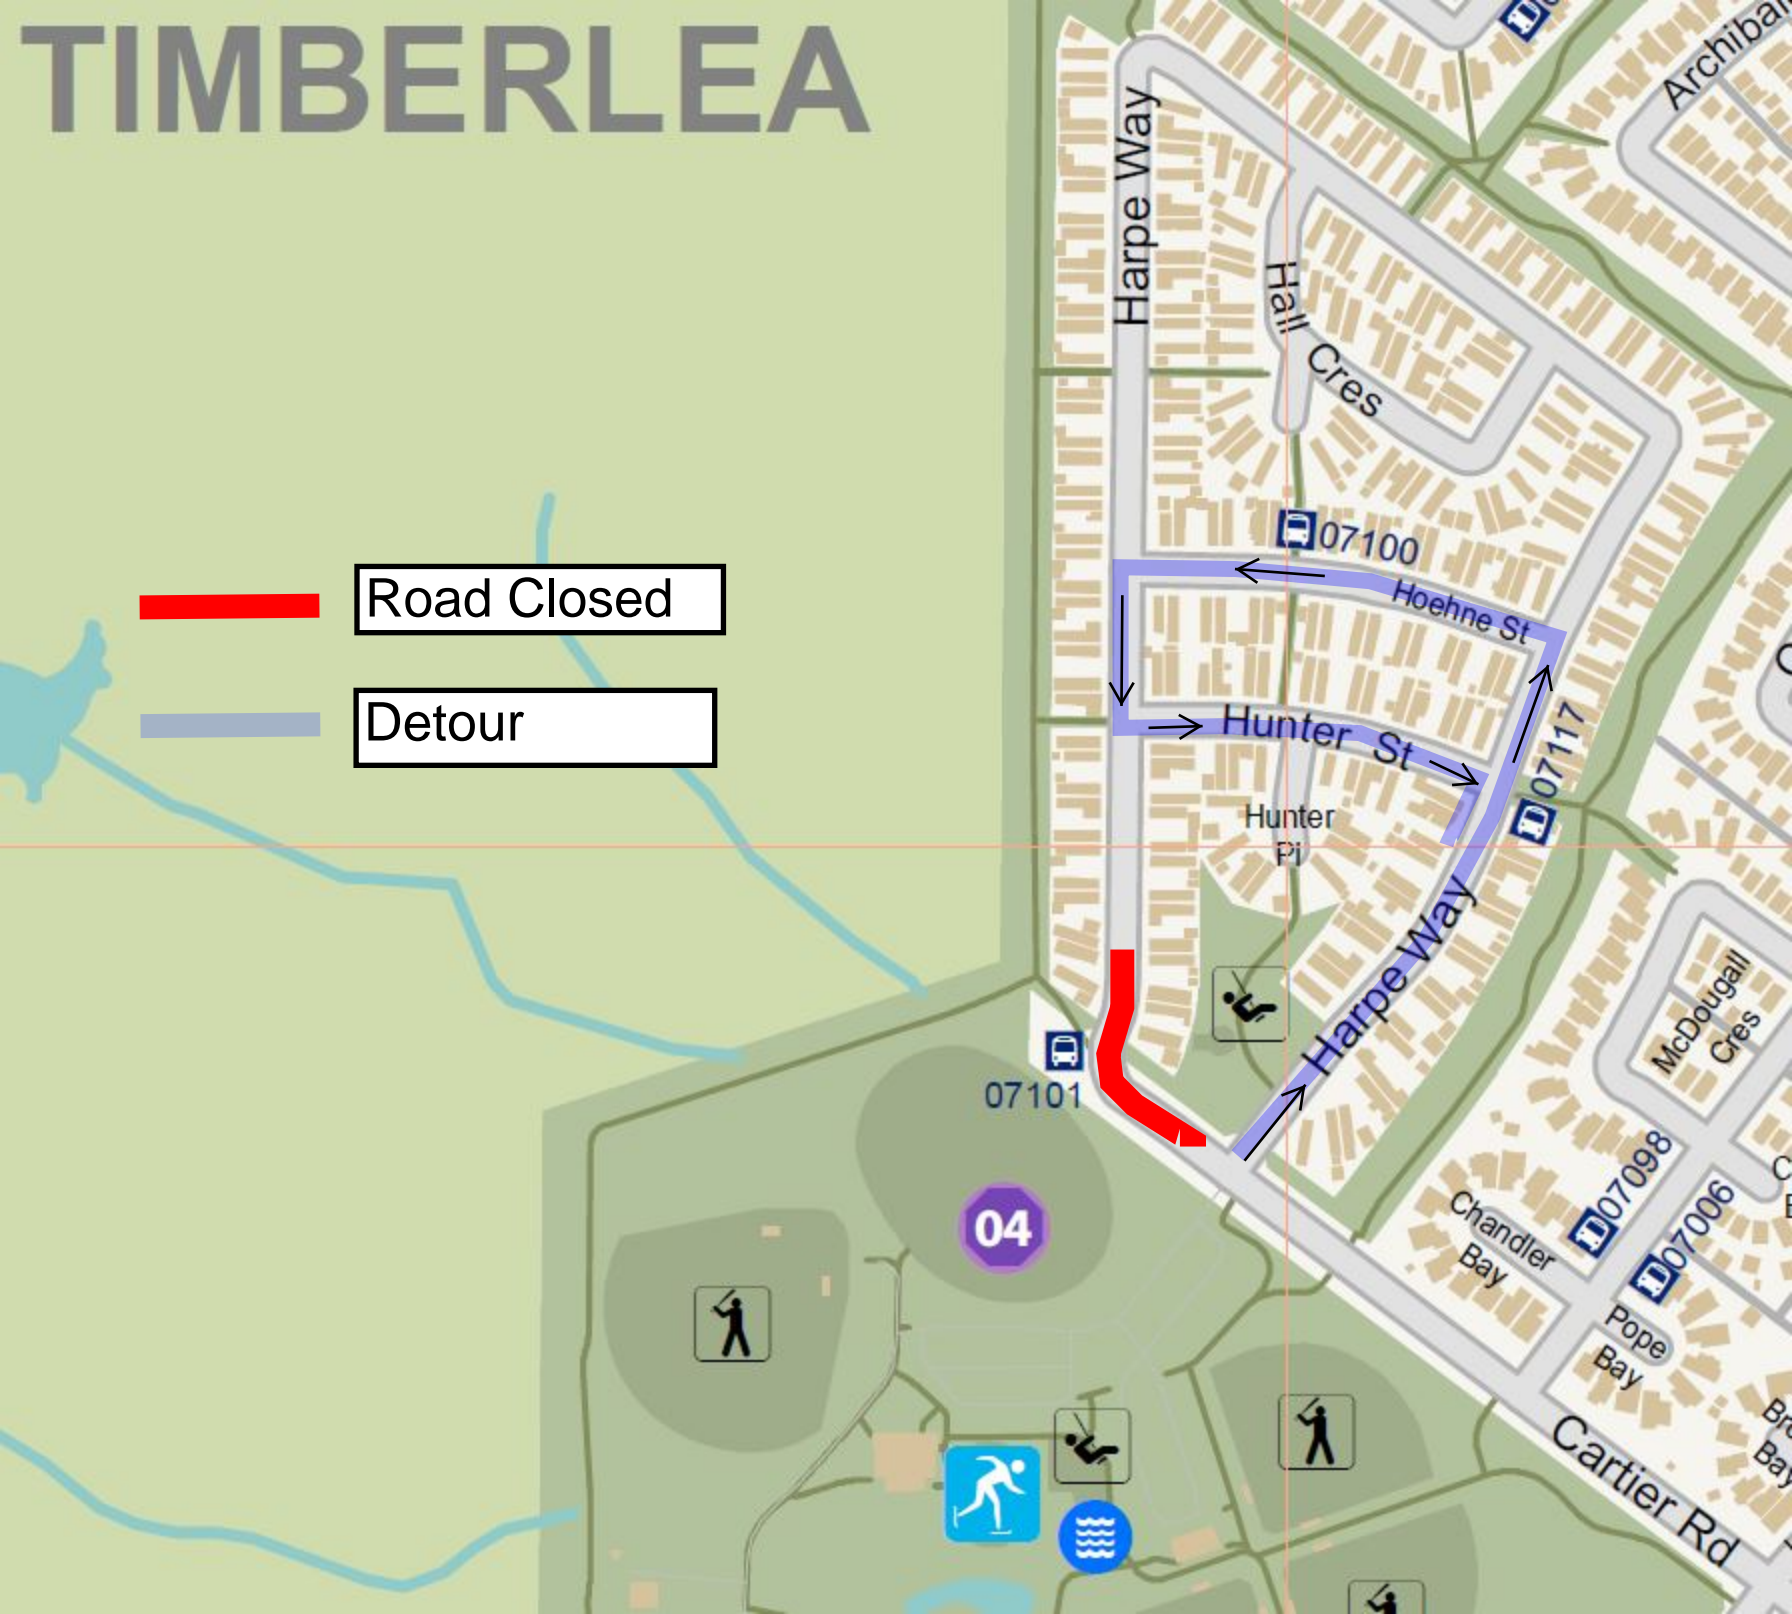 TIMBERLEA
Harpe Way
Hall Cres
07100
Hoehne St
Road Closed
Detour
Hunter St
07117
Hunter
Pl
Harpe Way
McDougall
Cres
07101
07098
07006
04
Chandler
Bay
Pope
Bay
Bay
Cartier Rd